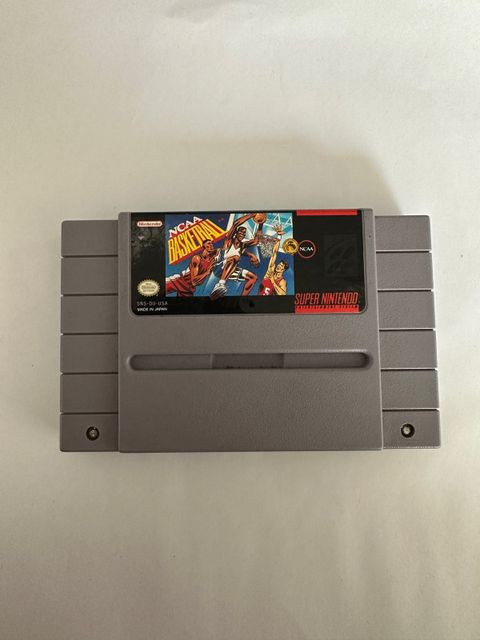 Nintendo
NCAA
BASKETBALL
NCAA
SNS-DU-USA
MADE IN JAPAN
SUPER NINTENDO